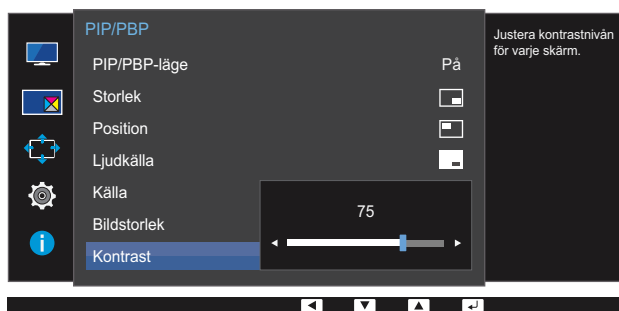 PIP/PBP
PIP/PBP-läge På
Storlek
Position
Ljudkälla
Källa
Bildstorlek
Kontrast
75
Justera kontrastnivån
för varje skärm.